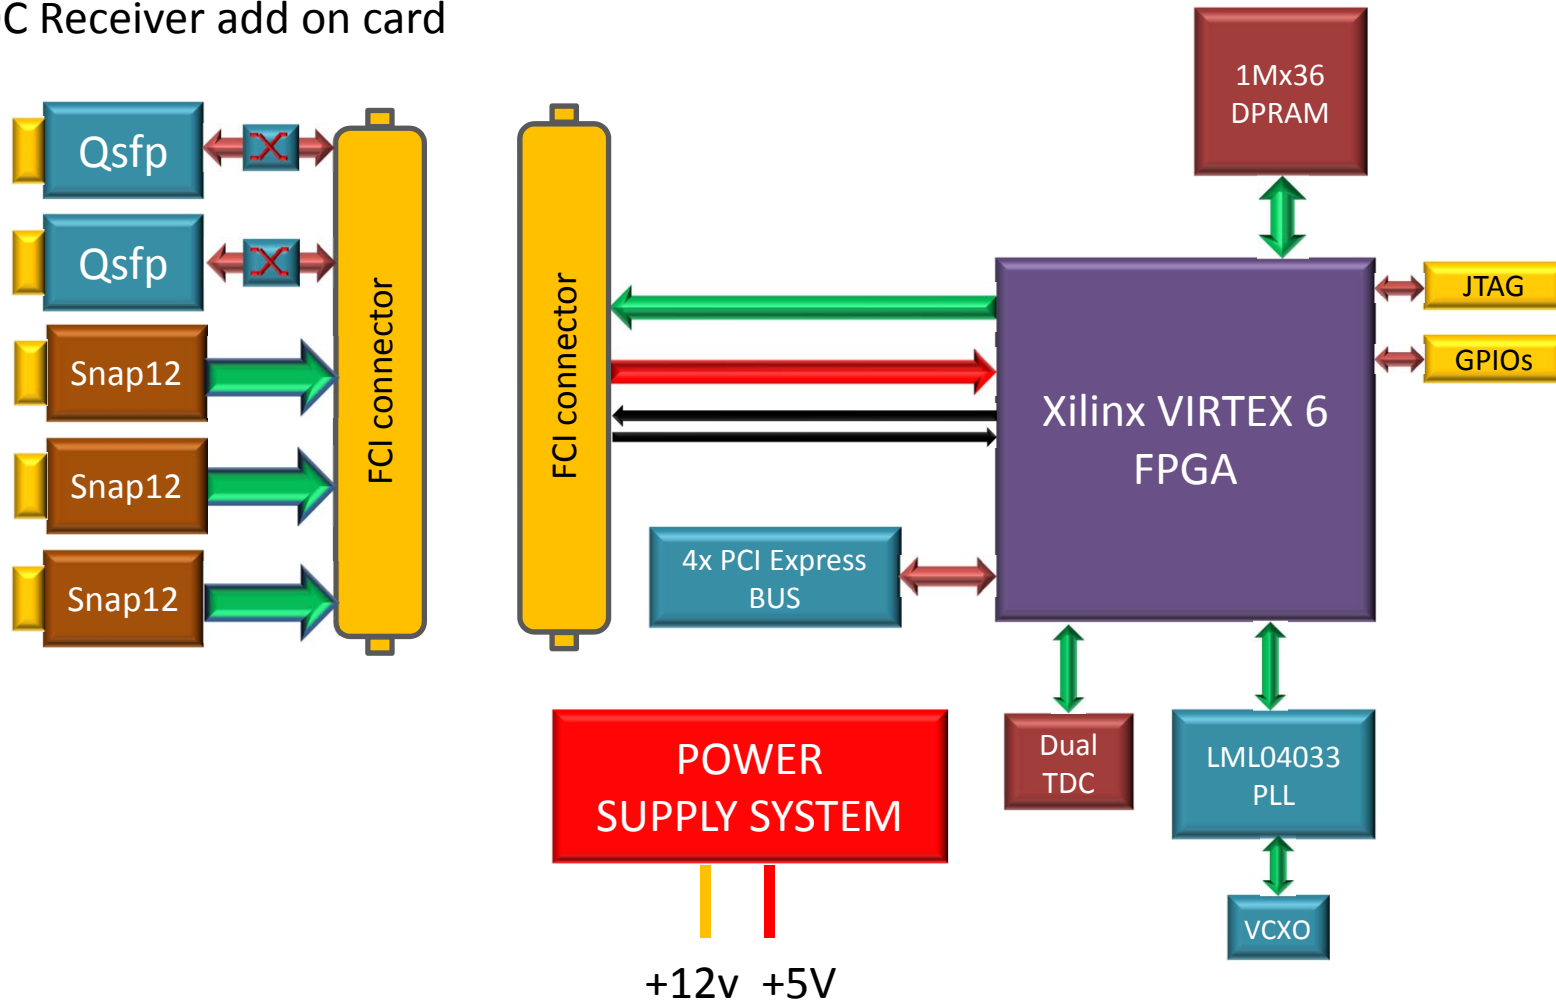 C Receiver add on card
1Mx36
DPRAM
Qsfp
Qsfp
Snap12
Snap12
Snap12
FCI connector
FCI connector
JTAG
GPIOs
Xilinx VIRTEX 6
FPGA
4x PCI Express
BUS
Dual
TDC
LML04033
PLL
POWER
SUPPLY SYSTEM
VCXO
+12v +5V